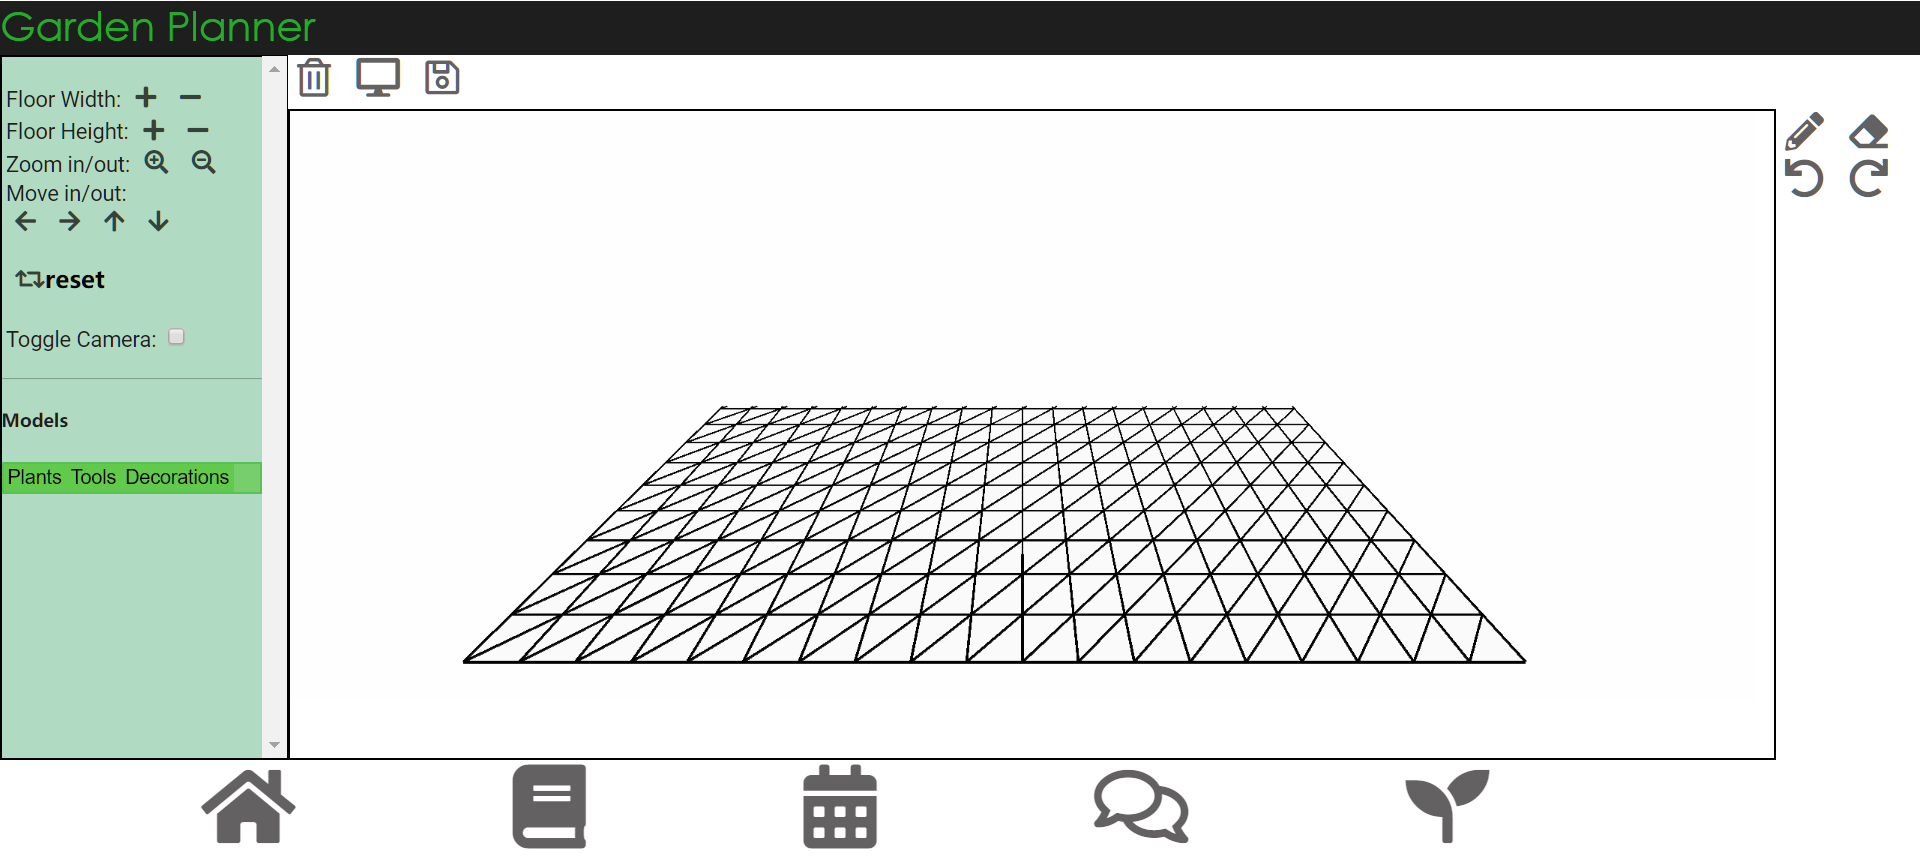 Garden Planner
Floor Width:
Floor Height:
Zoom in/out:
Move in/out:
reset
Toggle Camera:
Models
Plants Tools Decorations